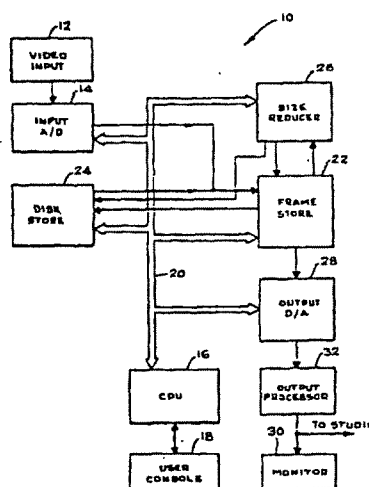 10
12
VIDEO
INPUT
14
INPUT
A/D
26
SIZE
REDUCER
24
DISK
STORE
22
FRAME
STORE
20
28
OUTPUT
D/A
16
CPU
32
OUTPUT
PROCESSOR
TO STUDIO
18
USER
CONSOLE
30
MONITOR